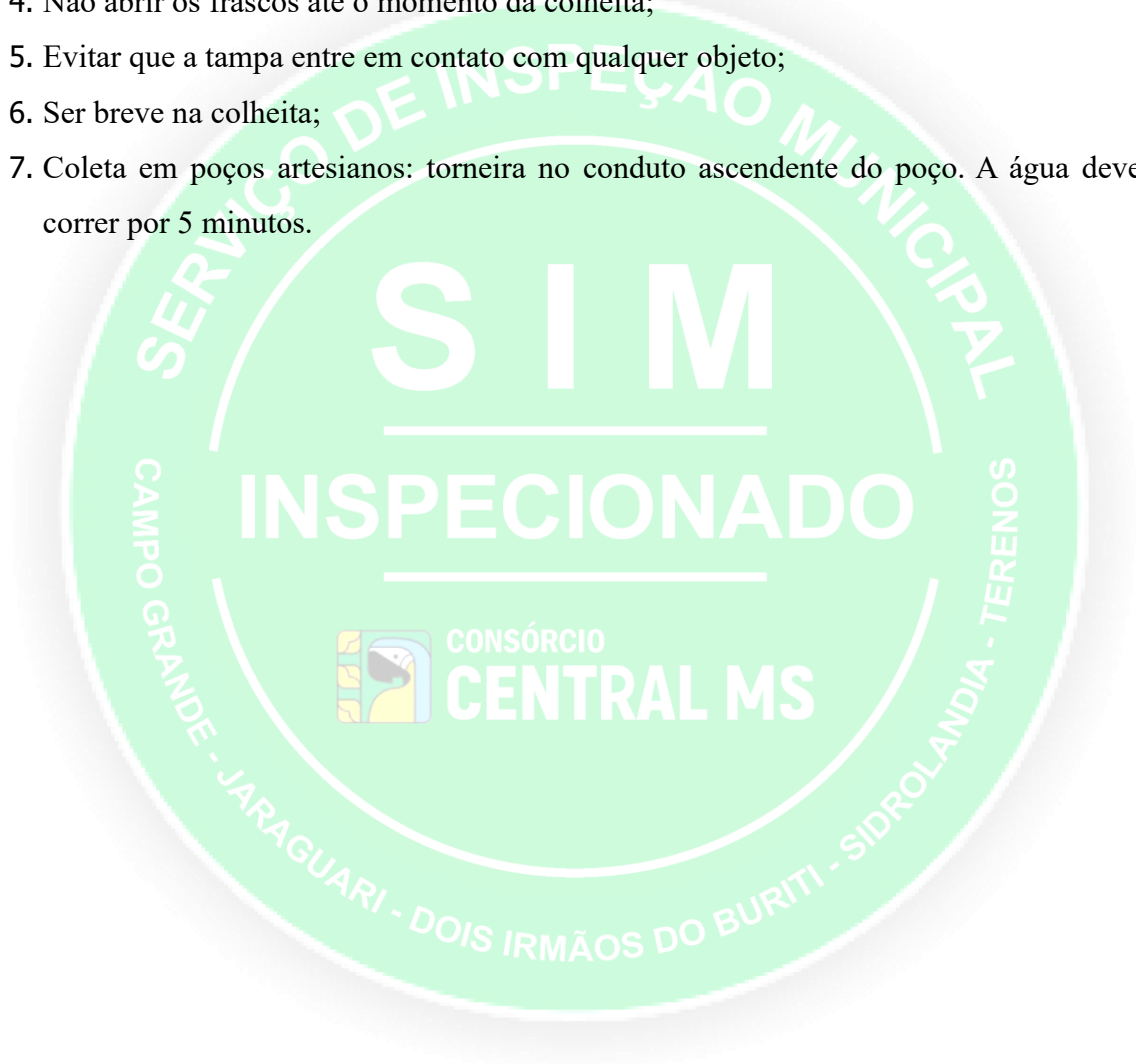 4. Não abrir os frascos até o momento da colheita;
5. Evitar que a tampa entre em contato com qualquer objeto;
6. Ser breve na colheita;
7. Coleta em poços artesianos: torneira no conduto ascendente do poço. A água deve
correr por 5 minutos.
SERVIÇO DE INSPEÇÃO MUNICIPAL
S I M
INSPECIONADO
CONSÓRCIO
CENTRAL MS
CAMPO GRANDE - JARAGUARI - DOIS IRMÃOS DO BURITI - SIDROLANDIA - TERENOS